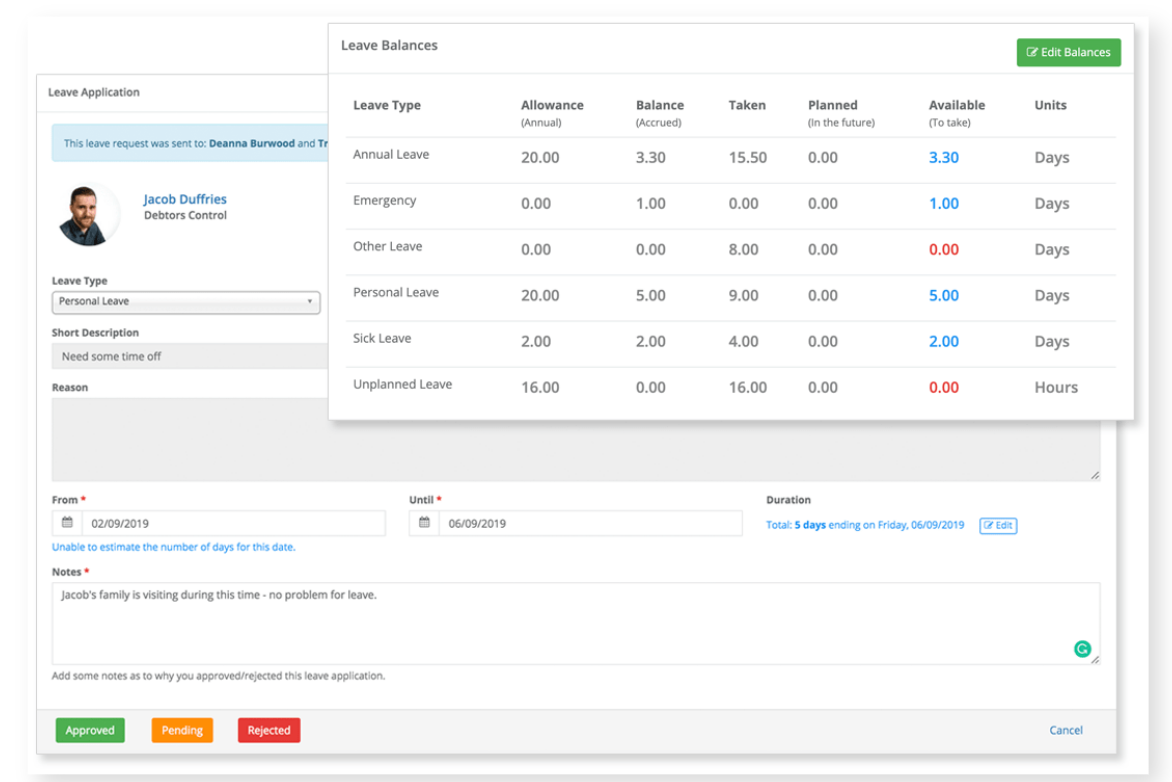 Leave Balances
Edit Balances
Leave Type Allowance Balance Taken Planned Available Units
(Annual) (Accrued) (In the future) (To take)
Annual Leave 20.00 3.30 15.50 0.00 3.30 Days
Emergency 0.00 1.00 0.00 0.00 1.00 Days
Other Leave 0.00 0.00 8.00 0.00 0.00 Days
Personal Leave 20.00 5.00 9.00 0.00 5.00 Days
Sick Leave 2.00 2.00 4.00 0.00 2.00 Days
Unplanned Leave 16.00 0.00 16.00 0.00 0.00 Hours
Leave Application
This leave request was sent to: Deanna Burwood and
Jacob Duffries
Debtors Control
Leave Type
Personal Leave
Short Description
Need some time off
Reason
From * Until * Duration
02/09/2019 06/09/2019 Total: 5 days ending on Friday, 06/09/2019 Edit
Unable to estimate the number of days for this date.
Notes *
Jacob's family is visiting during this time - no problem for leave.
Add some notes as to why you approved/rejected this leave application.
Approved Pending Rejected Cancel